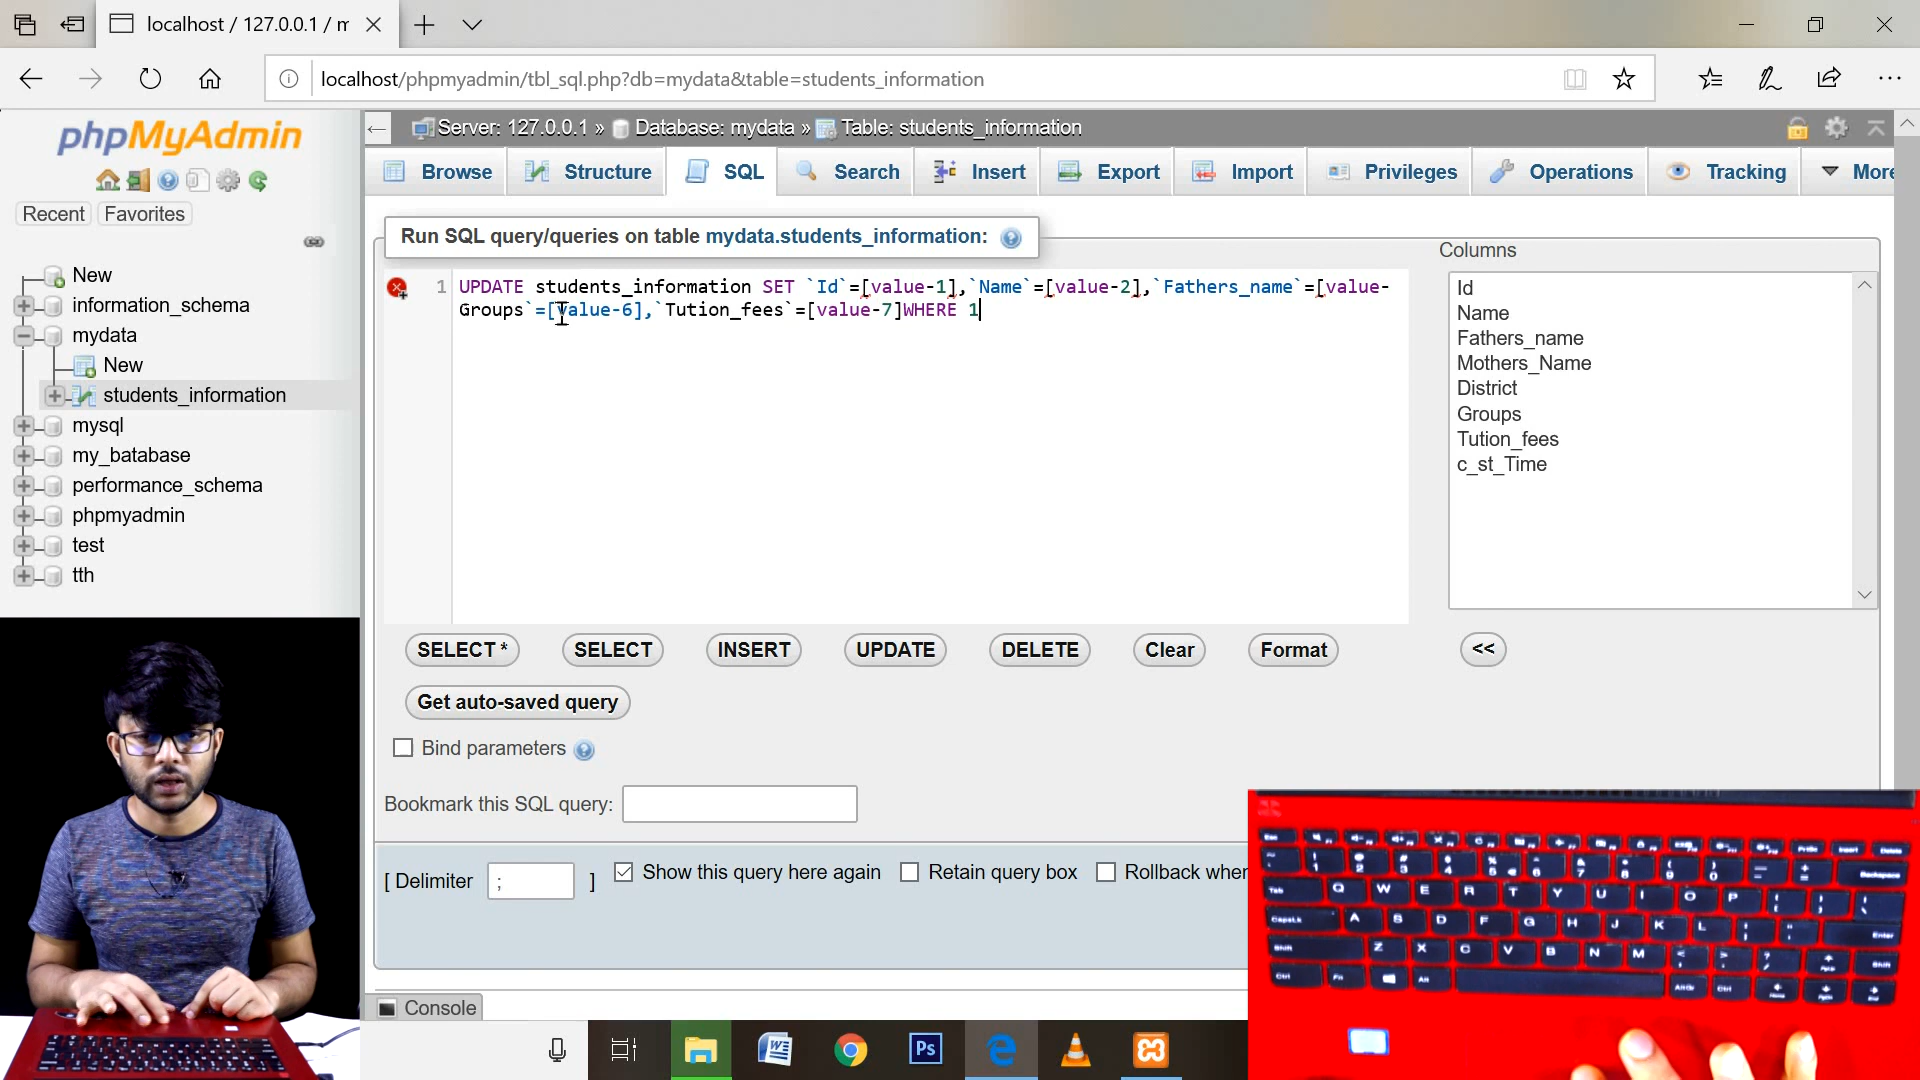 localhost / 127.0.0.1 / m
localhost/phpmyadmin/tbl_sql.php?db=mydata&table=students_information
phpMyAdmin
Recent
Favorites
New
information_schema
mydata
New
students_information
mysql
my_batabase
performance_schema
phpmyadmin
test
tth
Server: 127.0.0.1 » Database: mydata » Table: students_information
Browse
Structure
SQL
Search
Insert
Export
Import
Privileges
Operations
Tracking
More
Run SQL query/queries on table mydata.students_information:
1
UPDATE students_information SET `Id`=[value-1],`Name`=[value-2],`Fathers_name`=[value-
Groups`=[value-6],`Tution_fees`=[value-7]WHERE 1
Columns
Id
Name
Fathers_name
Mothers_Name
District
Groups
Tution_fees
c_st_Time
SELECT *
SELECT
INSERT
UPDATE
DELETE
Clear
Format
<<
Get auto-saved query
Bind parameters
Bookmark this SQL query:
[ Delimiter ; ]
Show this query here again
Retain query box
Rollback when
Console
Ps
Q W E R T Y U I O P
A S D F G H J K L
Z X C V B N M